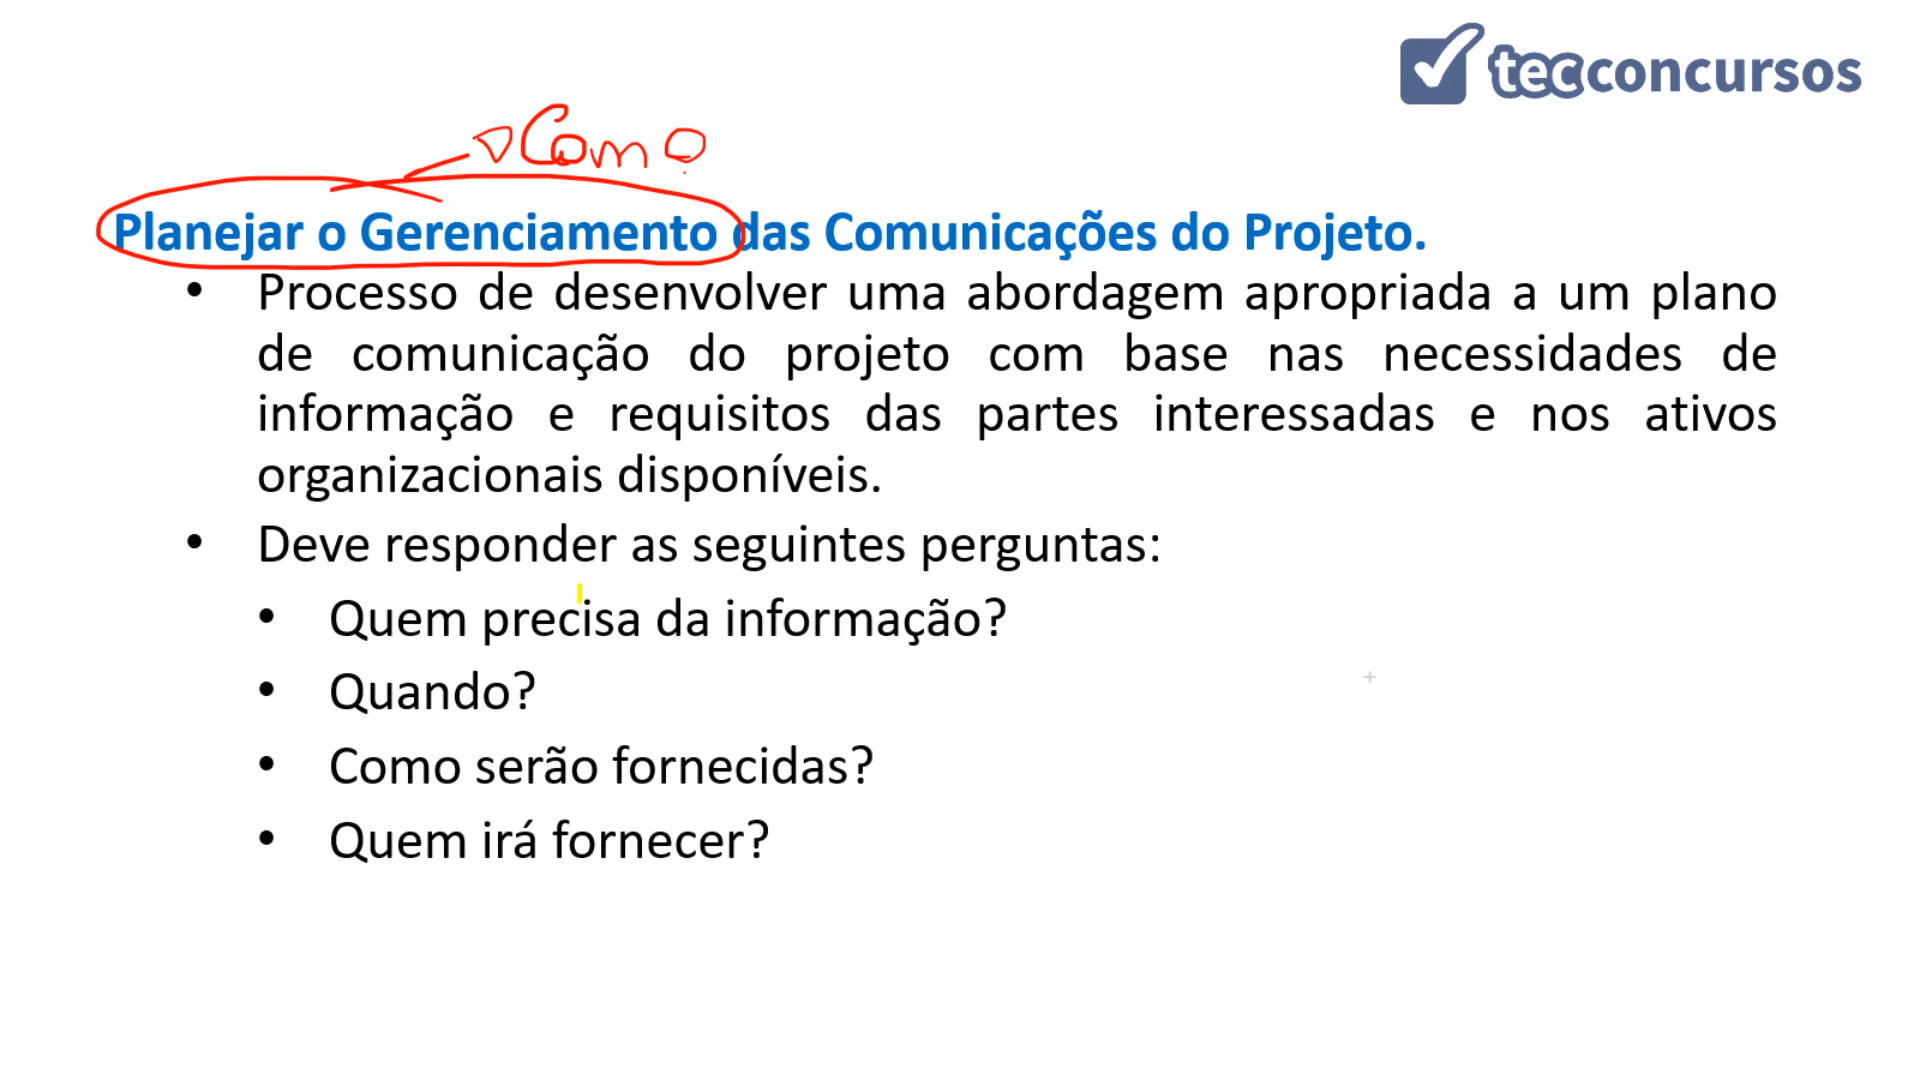 tecconcursos
Como
Planejar o Gerenciamento das Comunicações do Projeto.
• Processo de desenvolver uma abordagem apropriada a um plano
de comunicação do projeto com base nas necessidades de
informação e requisitos das partes interessadas e nos ativos
organizacionais disponíveis.
• Deve responder as seguintes perguntas:
• Quem precisa da informação?
• Quando?
• Como serão fornecidas?
• Quem irá fornecer?